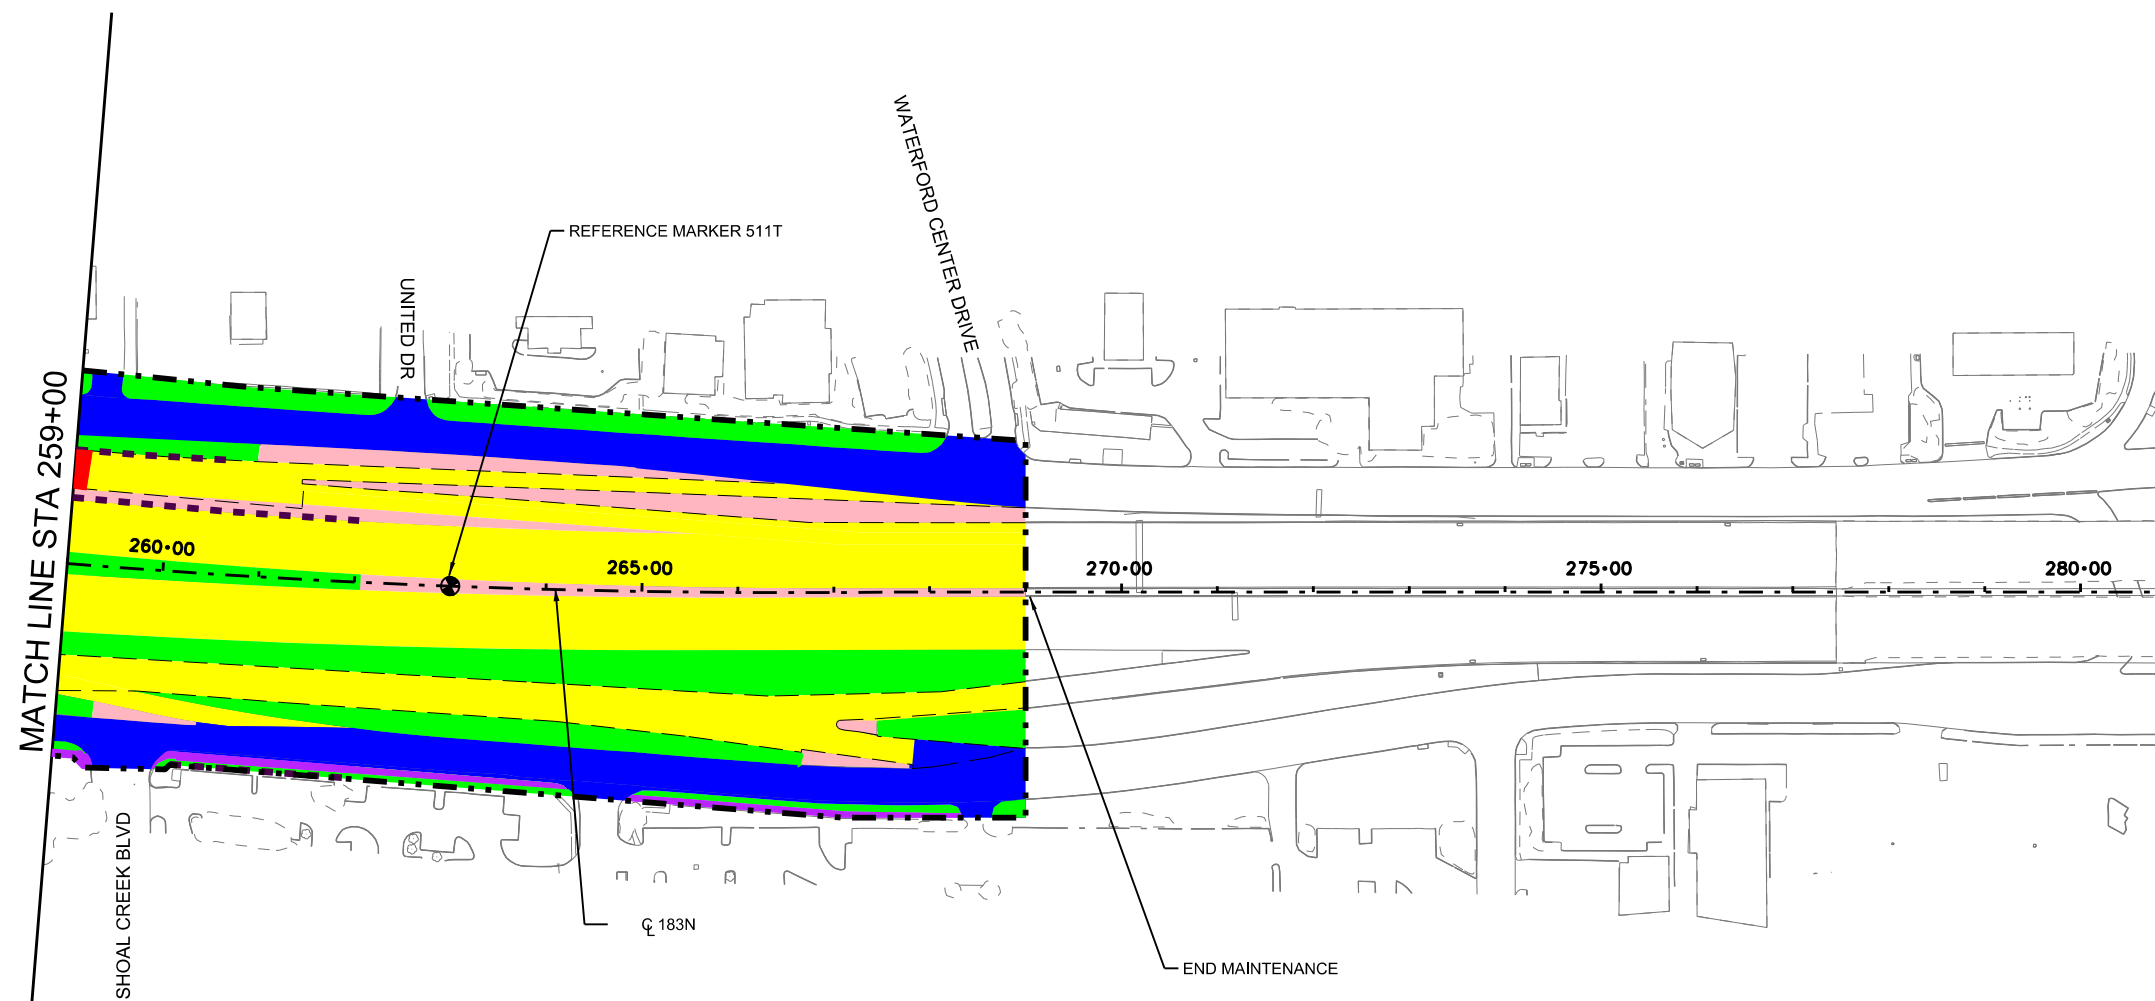 WATERFORD CENTER DRIVE
REFERENCE MARKER 511T
UNITED DR
MATCH LINE STA 259+00
260+00
265+00
270+00
275+00
280+00
SHOAL CREEK BLVD
℄ 183N
END MAINTENANCE